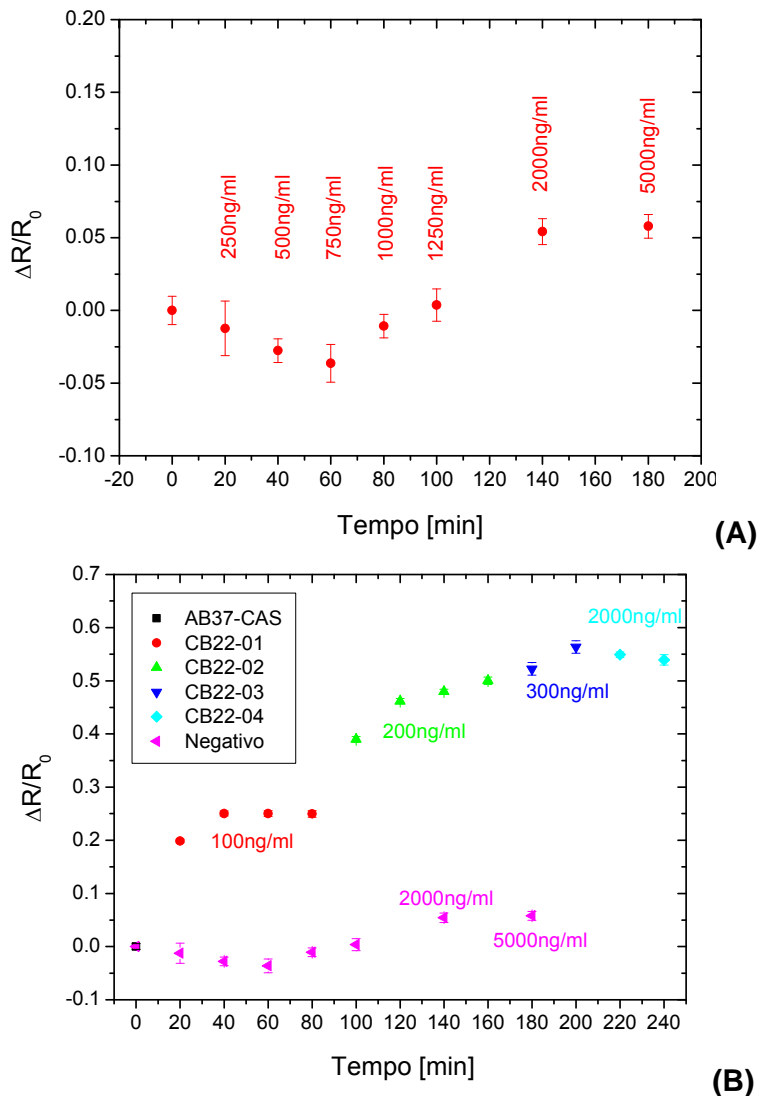 0.20
0.15
0.10
0.05
0.00
-0.05
-0.10
ΔR/R0
250ng/ml
500ng/ml
750ng/ml
1000ng/ml
1250ng/ml
2000ng/ml
5000ng/ml
-20 0 20 40 60 80 100 120 140 160 180 200
Tempo [min]
(A)
0.7
0.6
0.5
0.4
0.3
0.2
0.1
0.0
-0.1
ΔR/R0
AB37-CAS
CB22-01
CB22-02
CB22-03
CB22-04
Negativo
2000ng/ml
300ng/ml
200ng/ml
100ng/ml
2000ng/ml
5000ng/ml
0 20 40 60 80 100 120 140 160 180 200 220 240
Tempo [min]
(B)